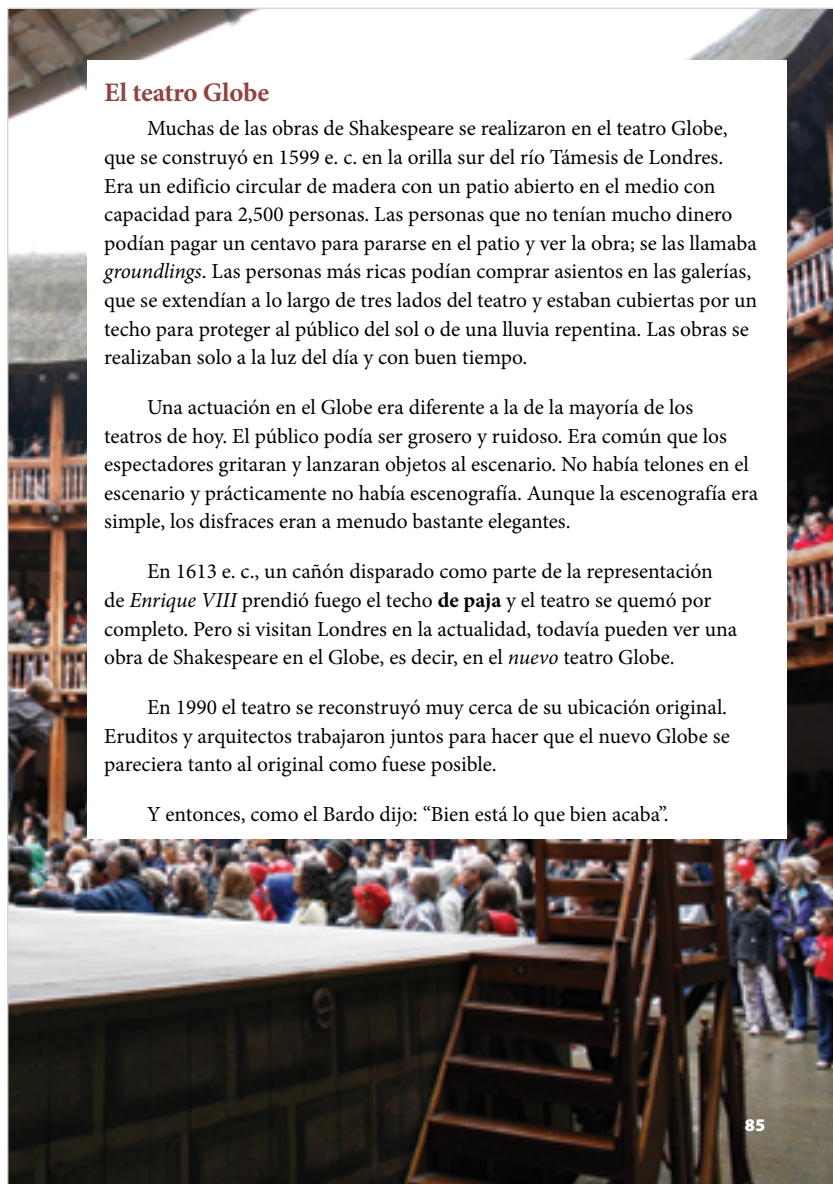 El teatro Globe
Muchas de las obras de Shakespeare se realizaron en el teatro Globe,
que se construyó en 1599 e. c. en la orilla sur del río Támesis de Londres.
Era un edificio circular de madera con un patio abierto en el medio con
capacidad para 2,500 personas. Las personas que no tenían mucho dinero
podían pagar un centavo para pararse en el patio y ver la obra; se las llamaba
groundlings. Las personas más ricas podían comprar asientos en las galerías,
que se extendían a lo largo de tres lados del teatro y estaban cubiertas por un
techo para proteger al público del sol o de una lluvia repentina. Las obras se
realizaban solo a la luz del día y con buen tiempo.
Una actuación en el Globe era diferente a la de la mayoría de los
teatros de hoy. El público podía ser grosero y ruidoso. Era común que los
espectadores gritaran y lanzaran objetos al escenario. No había telones en el
escenario y prácticamente no había escenografía. Aunque la escenografía era
simple, los disfraces eran a menudo bastante elegantes.
En 1613 e. c., un cañón disparado como parte de la representación
de Enrique VIII prendió fuego el techo de paja y el teatro se quemó por
completo. Pero si visitan Londres en la actualidad, todavía pueden ver una
obra de Shakespeare en el Globe, es decir, en el nuevo teatro Globe.
En 1990 el teatro se reconstruyó muy cerca de su ubicación original.
Eruditos y arquitectos trabajaron juntos para hacer que el nuevo Globe se
pareciera tanto al original como fuese posible.
Y entonces, como el Bardo dijo: “Bien está lo que bien acaba”.
85